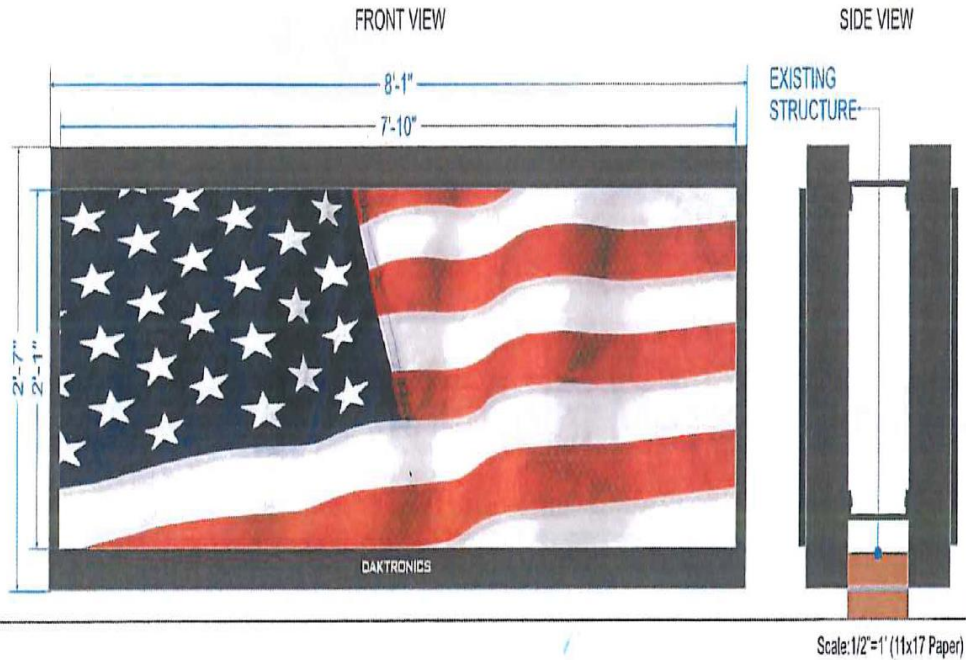 FRONT VIEW
SIDE VIEW
8'-1"
7'-10"
EXISTING
STRUCTURE
2'-7"
2'-1"
DAKTRONICS
Scale:1/2"=1' (11x17 Paper)